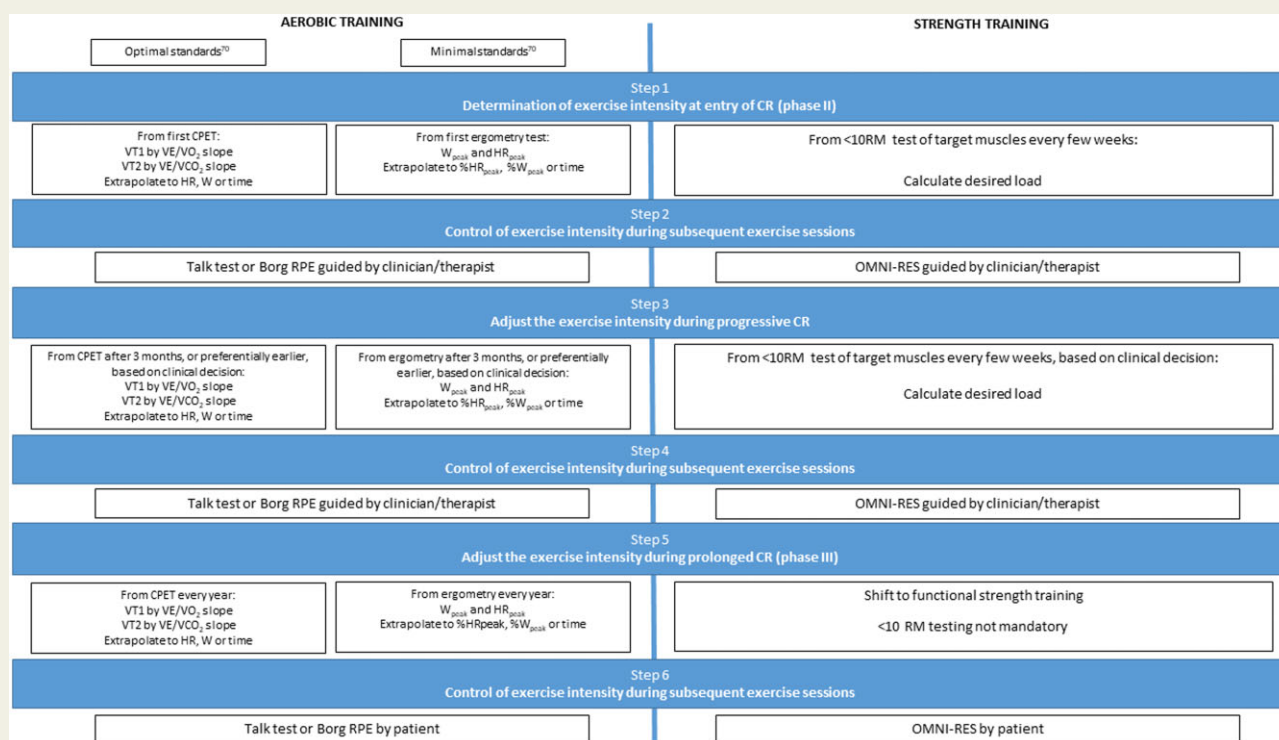 AEROBIC TRAINING
STRENGTH TRAINING
Optimal standards⁷⁰
Minimal standards⁷⁰
Step 1
Determination of exercise intensity at entry of CR (phase II)
From first CPET:
VT1 by VE/VO₂ slope
VT2 by VE/VCO₂ slope
Extrapolate to HR, W or time
From first ergometry test:
Wpeak and HRpeak
Extrapolate to %HRpeak, %Wpeak or time
From <10RM test of target muscles every few weeks:
Calculate desired load
Step 2
Control of exercise intensity during subsequent exercise sessions
Talk test or Borg RPE guided by clinician/therapist
OMNI-RES guided by clinician/therapist
Step 3
Adjust the exercise intensity during progressive CR
From CPET after 3 months, or preferentially earlier,
based on clinical decision:
VT1 by VE/VO₂ slope
VT2 by VE/VCO₂ slope
Extrapolate to HR, W or time
From ergometry after 3 months, or preferentially
earlier, based on clinical decision:
Wpeak and HRpeak
Extrapolate to %HRpeak, %Wpeak or time
From <10RM test of target muscles every few weeks, based on clinical decision:
Calculate desired load
Step 4
Control of exercise intensity during subsequent exercise sessions
Talk test or Borg RPE guided by clinician/therapist
OMNI-RES guided by clinician/therapist
Step 5
Adjust the exercise intensity during prolonged CR (phase III)
From CPET every year:
VT1 by VE/VO₂ slope
VT2 by VE/VCO₂ slope
Extrapolate to HR, W or time
From ergometry every year:
Wpeak and HRpeak
Extrapolate to %HRpeak, %Wpeak or time
Shift to functional strength training
<10 RM testing not mandatory
Step 6
Control of exercise intensity during subsequent exercise sessions
Talk test or Borg RPE by patient
OMNI-RES by patient